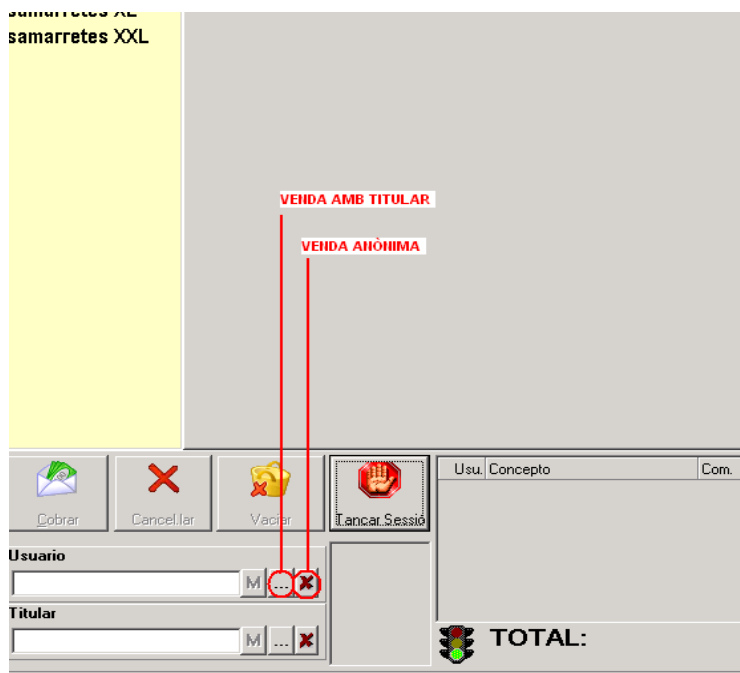 samarretes XL
samarretes XXL
VENDA AMB TITULAR
VENDA ANÒNIMA
Cobrar
Cancel.lar
Vaciar
Tancar Sessió
Usu. Concepto Com.
Usuario
M ...
Titular
M ...
TOTAL: